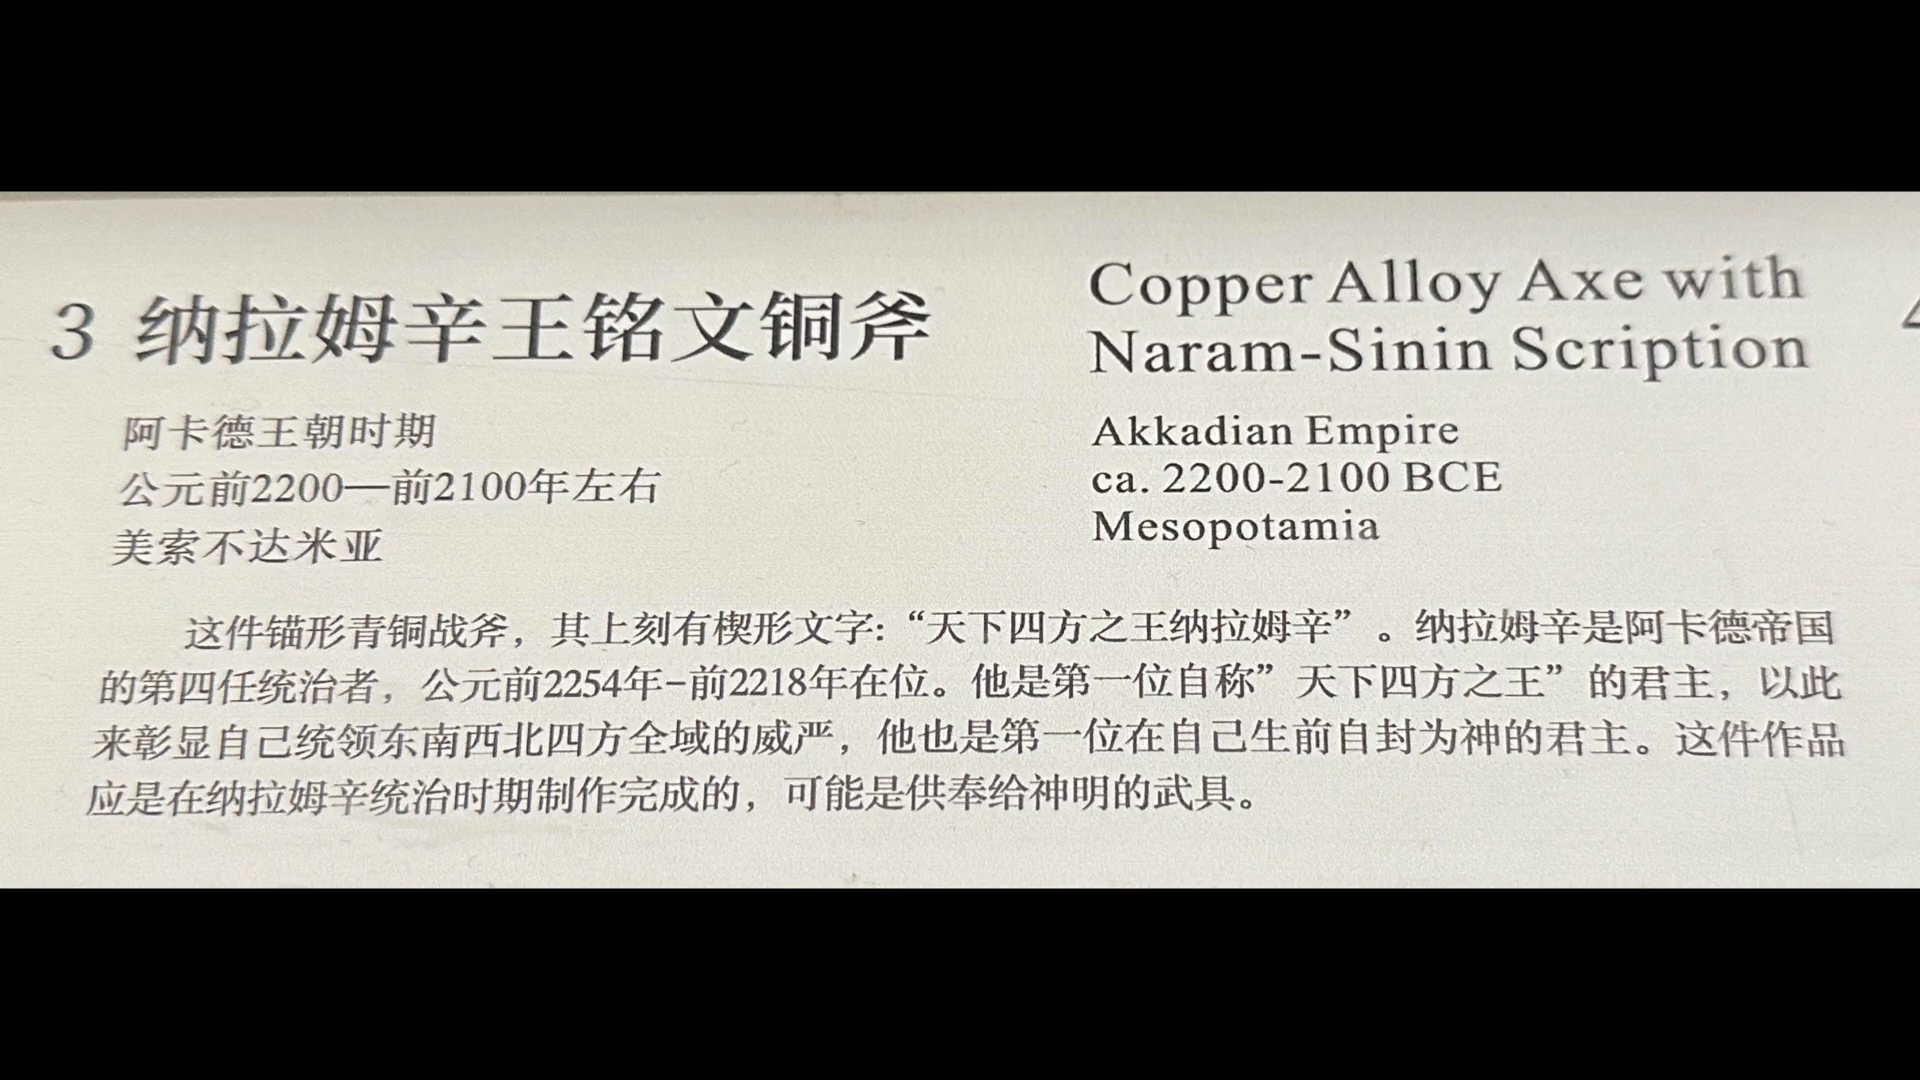 3 纳拉姆辛王铭文铜斧
阿卡德王朝时期
公元前2200—前2100年左右
美索不达米亚
Copper Alloy Axe with
Naram-Sinin Scription
Akkadian Empire
ca. 2200-2100 BCE
Mesopotamia
这件锚形青铜战斧，其上刻有楔形文字：“天下四方之王纳拉姆辛”。纳拉姆辛是阿卡德帝国
的第四任统治者，公元前2254年-前2218年在位。他是第一位自称”天下四方之王”的君主，以此
来彰显自己统领东南西北四方全域的威严，他也是第一位在自己生前自封为神的君主。这件作品
应是在纳拉姆辛统治时期制作完成的，可能是供奉给神明的武具。